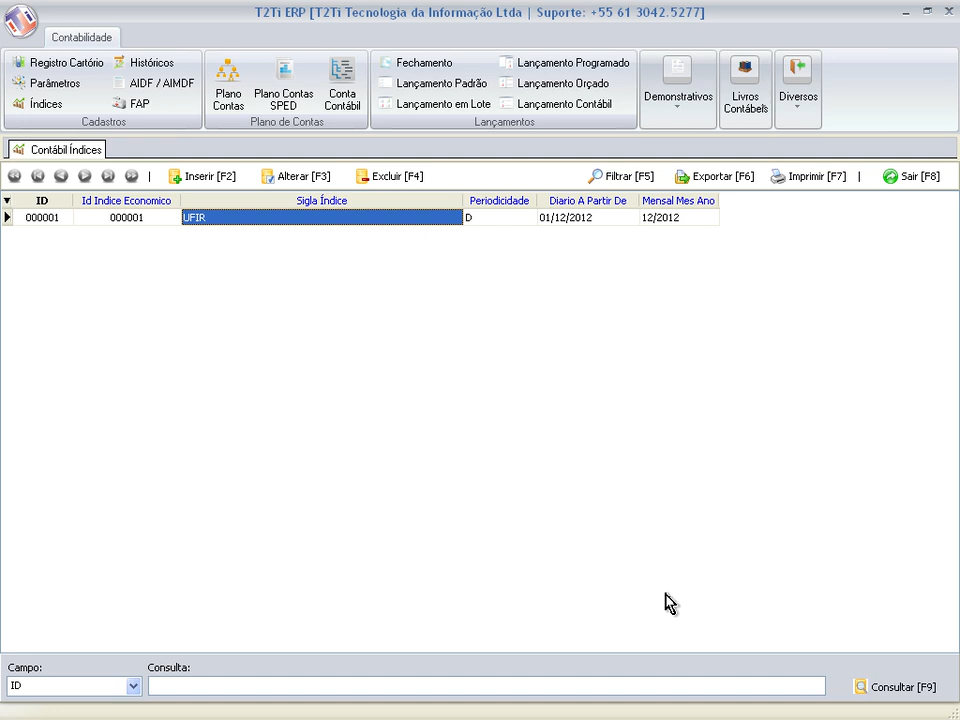 T2Ti ERP [T2Ti Tecnologia da Informação Ltda | Suporte: +55 61 3042.5277]
Contabilidade
Registro Cartório Históricos
Parâmetros AIDF / AIMDF
Índices FAP
Cadastros
Plano Contas
Plano Contas SPED
Conta Contábil
Plano de Contas
Fechamento Lançamento Programado
Lançamento Padrão Lançamento Orçado
Lançamento em Lote Lançamento Contábil
Lançamentos
Demonstrativos
Livros Contábeis
Diversos
Contábil Índices
| Inserir [F2] Alterar [F3] Excluir [F4] Filtrar [F5] Exportar [F6] Imprimir [F7] | Sair [F8]
ID Id Indice Economico Sigla Índice Periodicidade Diario A Partir De Mensal Mes Ano
000001 000001 UFIR D 01/12/2012 12/2012
Campo: Consulta:
ID Consultar [F9]